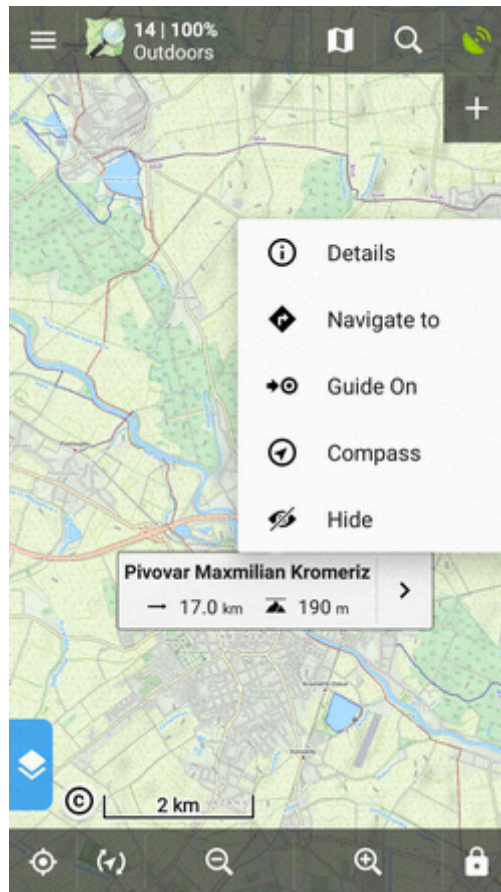 14 | 100%
Outdoors
Details
Navigate to
Guide On
Compass
Hide
Pivovar Maxmilian Kromeriz
17.0 km 190 m
©
2 km